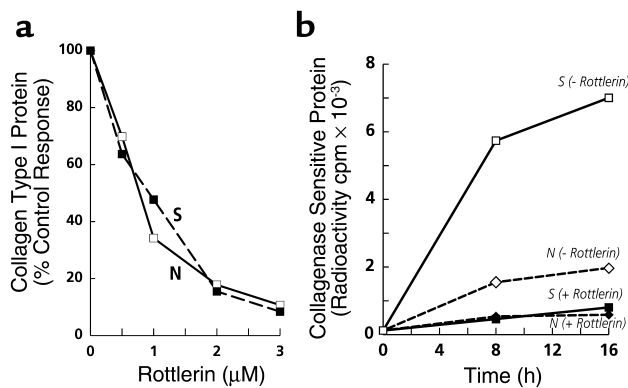 a
Collagen Type I Protein
(% Control Response)
100
80
60
40
20
0
S
N
0
1
2
3
Rottlerin (μM)
b
Collagenase Sensitive Protein
(Radioactivity cpm × 10⁻³)
8
6
4
2
0
S (- Rottlerin)
N (- Rottlerin)
S (+ Rottlerin)
N (+ Rottlerin)
0
8
12
16
Time (h)